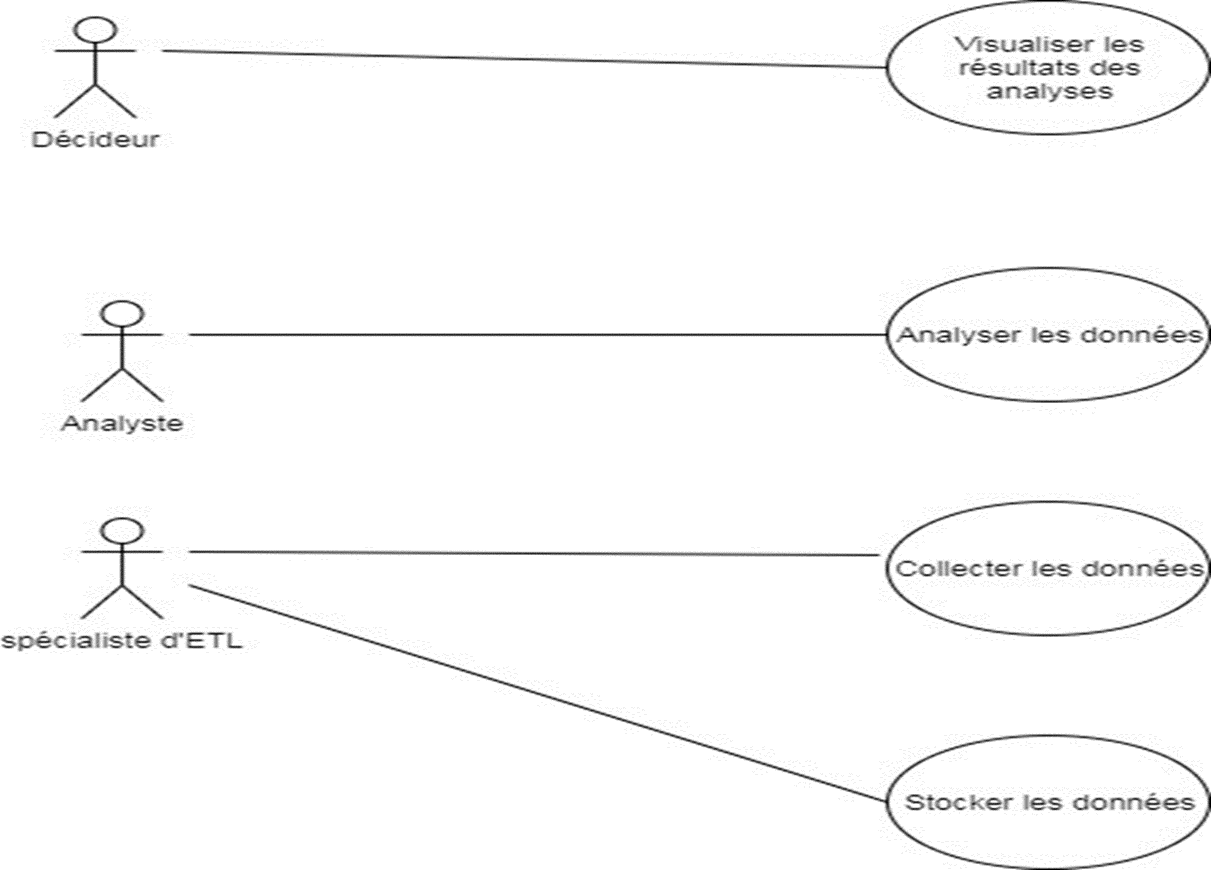 Visualiser les
résultats des
analyses
Décideur
Analyser les données
Analyste
Collecter les données
spécialiste d'ETL
Stocker les données